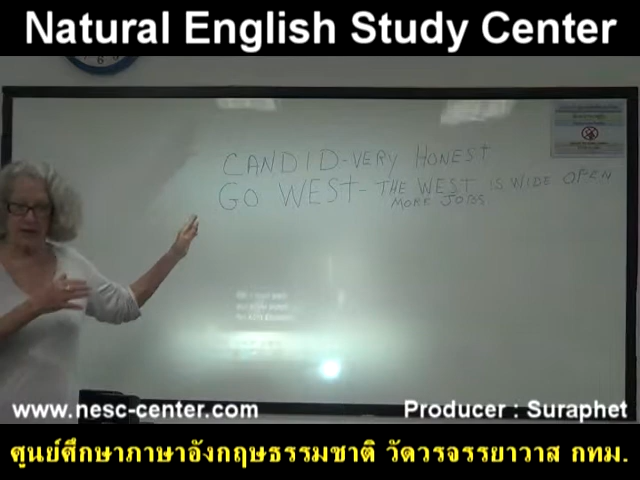 Natural English Study Center
CANDID-VERY HONEST
GO WEST-THE WEST IS WIDE OPEN
MORE JOBS
www.nesc-center.com
Producer : Suraphet
ศูนย์ศึกษาภาษาอังกฤษธรรมชาติ วัดวรจรรยาวาส กทม.